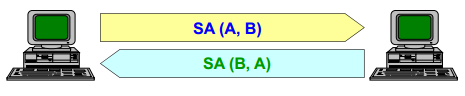 SA (A, B)
SA (B, A)